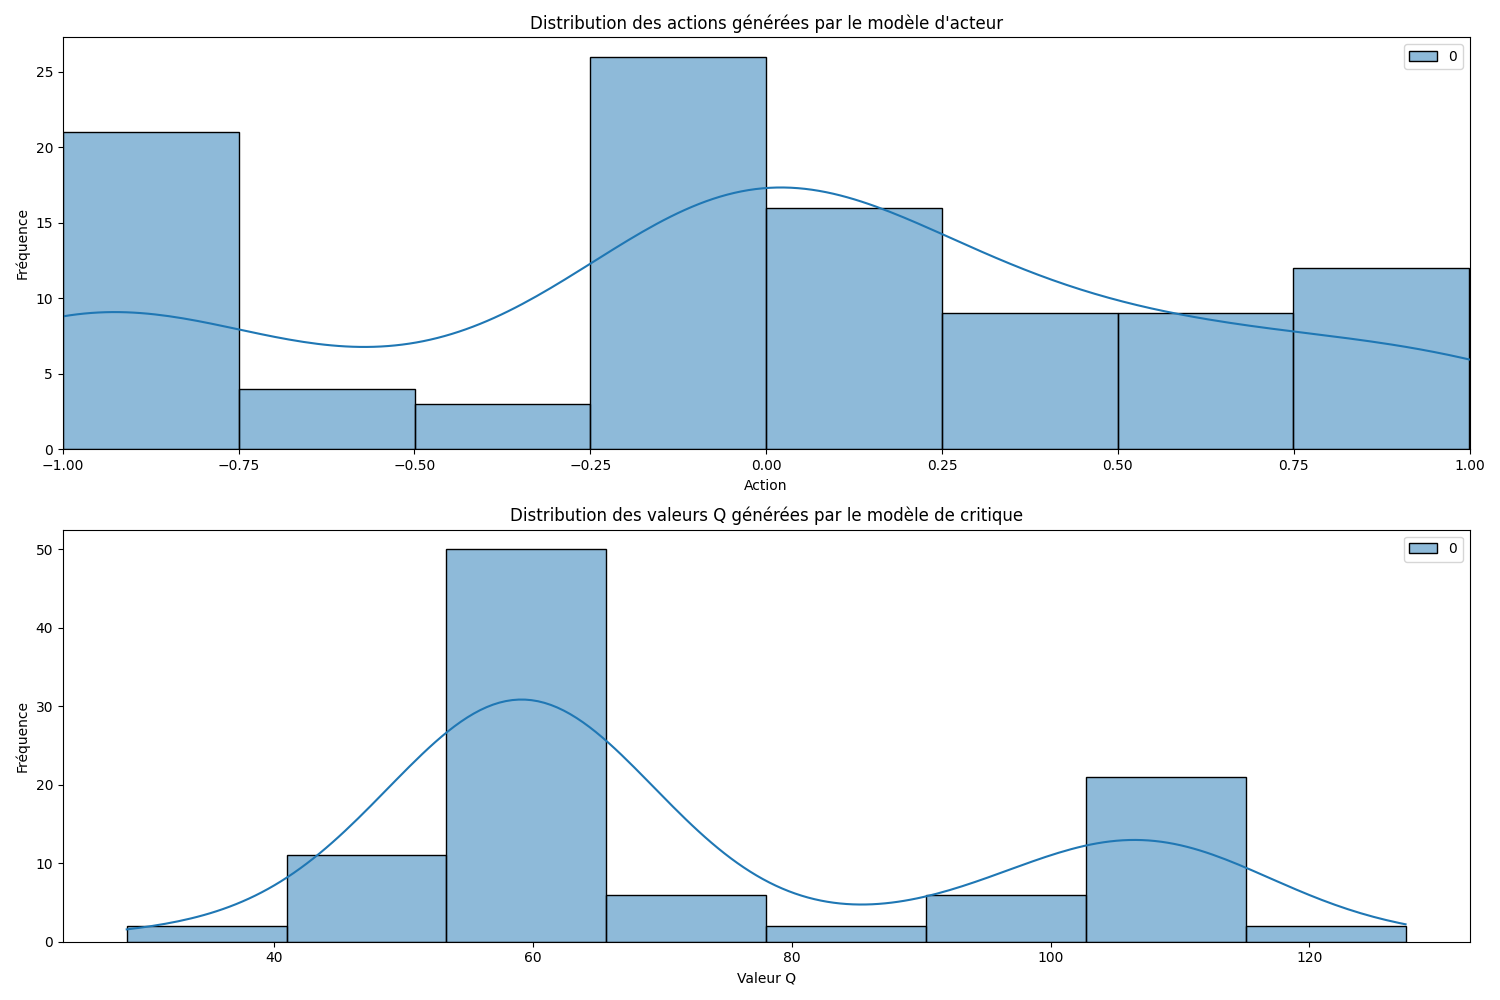 Distribution des actions générées par le modèle d'acteur
0
25
20
15
10
5
0
Fréquence
−1.00 −0.75 −0.50 −0.25 0.00 0.25 0.50 0.75 1.00
Action
Distribution des valeurs Q générées par le modèle de critique
0
50
40
30
20
10
0
Fréquence
40 60 80 100 120
Valeur Q